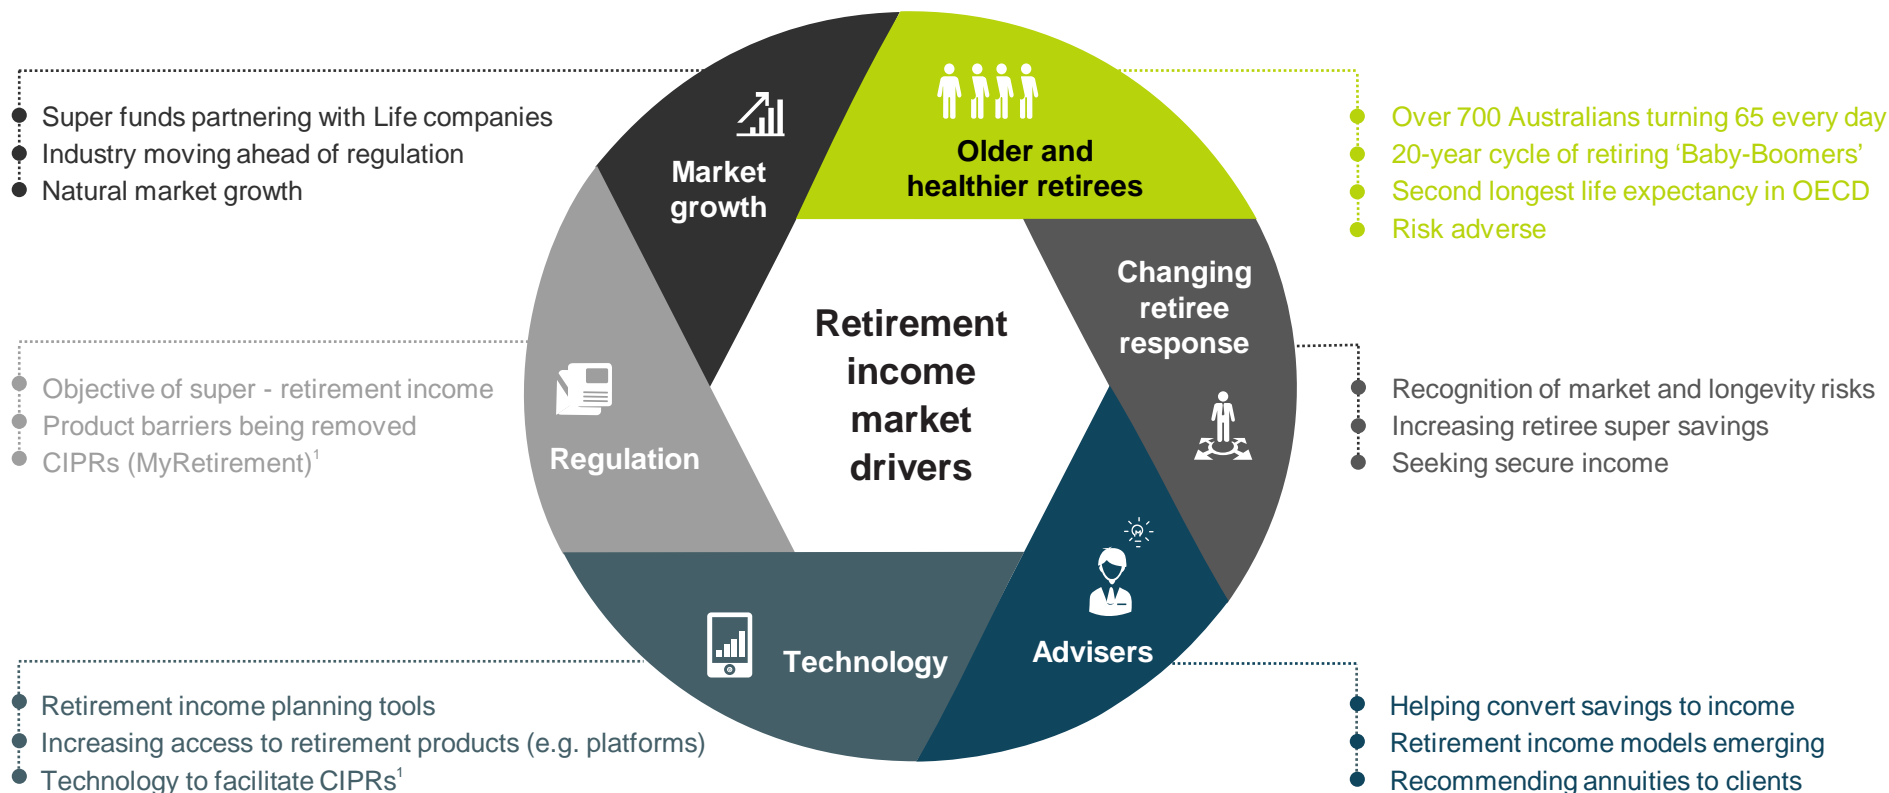 Super funds partnering with Life companies
Industry moving ahead of regulation
Natural market growth
Market
growth
Older and
healthier retirees
Over 700 Australians turning 65 every day
20-year cycle of retiring ‘Baby-Boomers’
Second longest life expectancy in OECD
Risk adverse
Changing
retiree
response
Recognition of market and longevity risks
Increasing retiree super savings
Seeking secure income
Retirement
income
market
drivers
Objective of super - retirement income
Product barriers being removed
CIPRs (MyRetirement)¹
Regulation
Technology
Retirement income planning tools
Increasing access to retirement products (e.g. platforms)
Technology to facilitate CIPRs¹
Advisers
Helping convert savings to income
Retirement income models emerging
Recommending annuities to clients